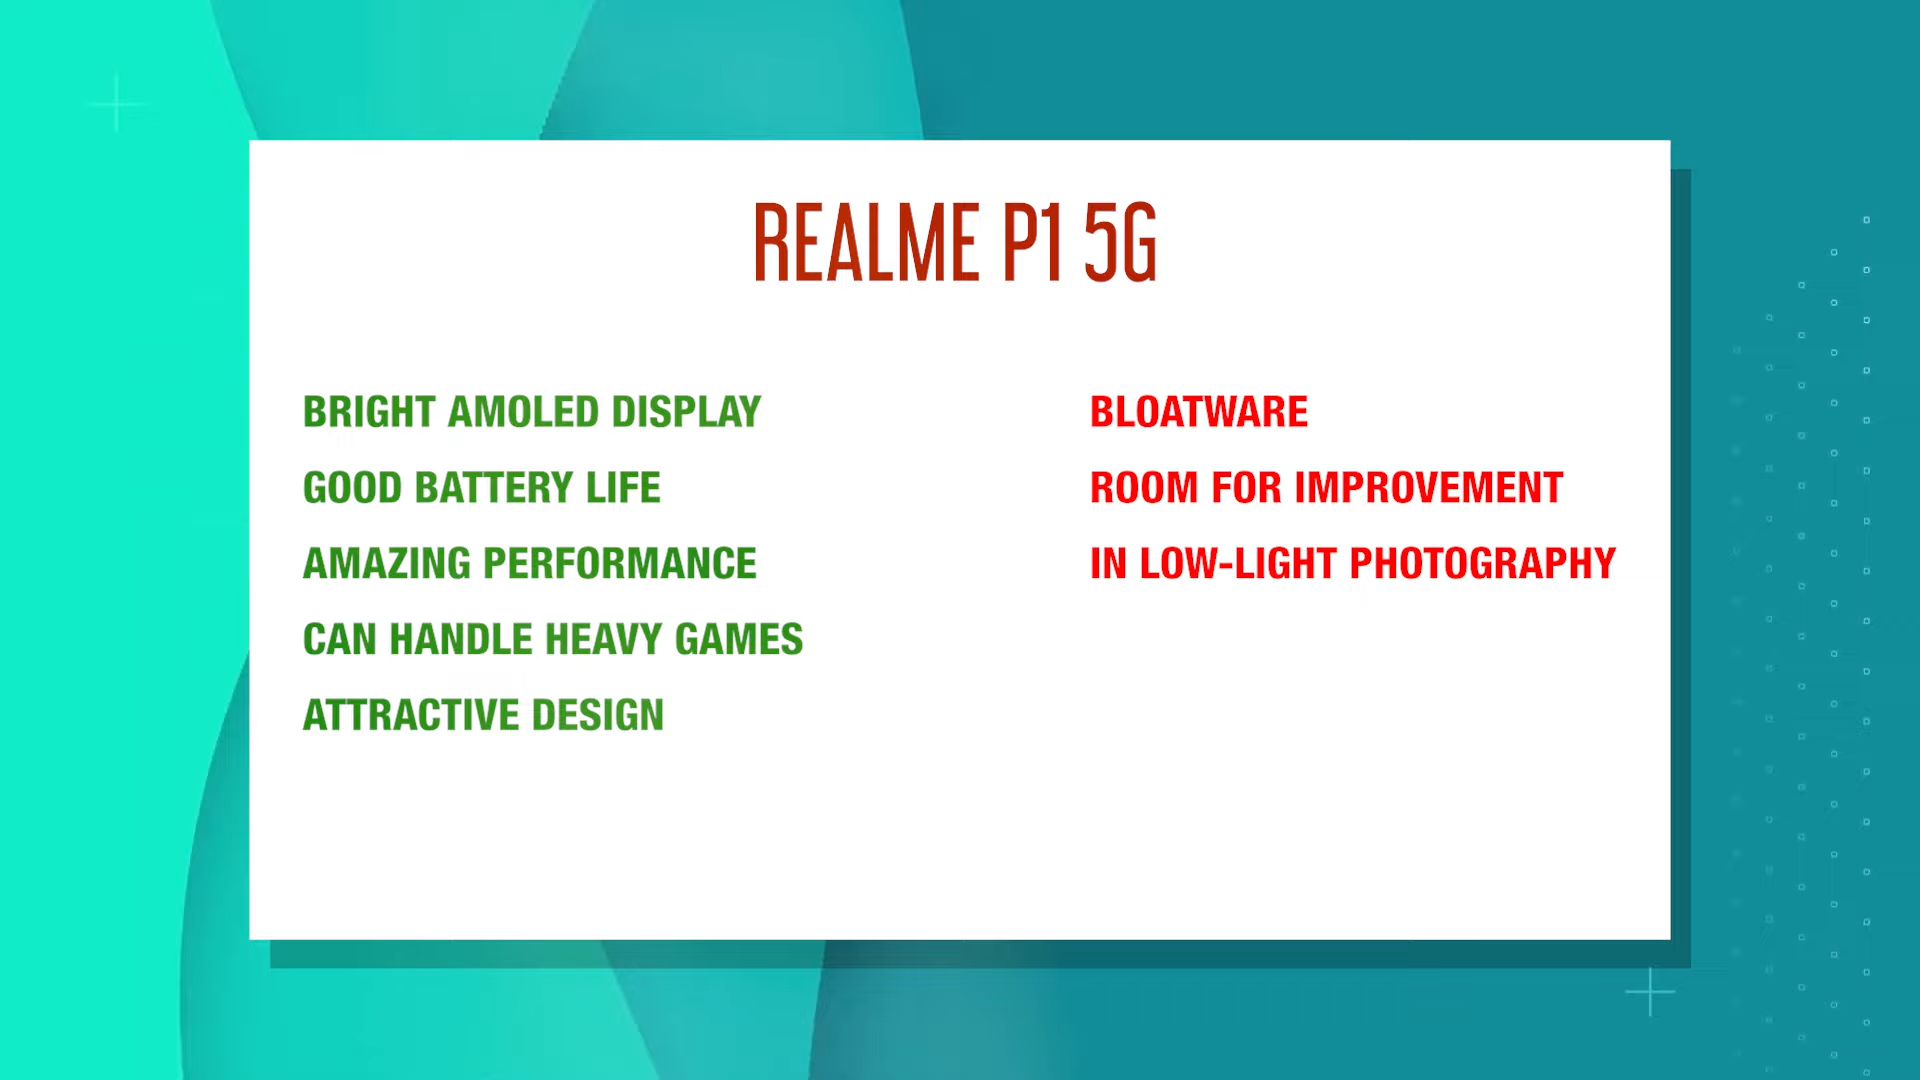 REALME P1 5G
BRIGHT AMOLED DISPLAY
GOOD BATTERY LIFE
AMAZING PERFORMANCE
CAN HANDLE HEAVY GAMES
ATTRACTIVE DESIGN
BLOATWARE
ROOM FOR IMPROVEMENT
IN LOW-LIGHT PHOTOGRAPHY